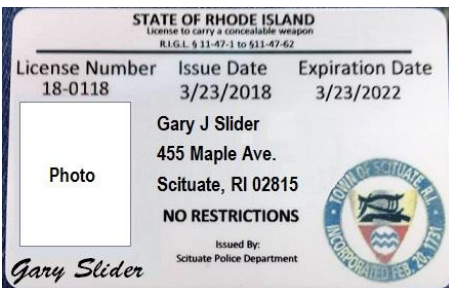 STATE OF RHODE ISLAND
License to carry a concealable weapon
R.I.G.L. § 11-47-1 to §11-47-62
License Number Issue Date Expiration Date
18-0118 3/23/2018 3/23/2022
Gary J Slider
455 Maple Ave.
Photo
Scituate, RI 02815
NO RESTRICTIONS
Issued By:
Scituate Police Department
Gary Slider
TOWN OF SCITUATE, R.I.
INCORPORATED FEB. 20, 1731